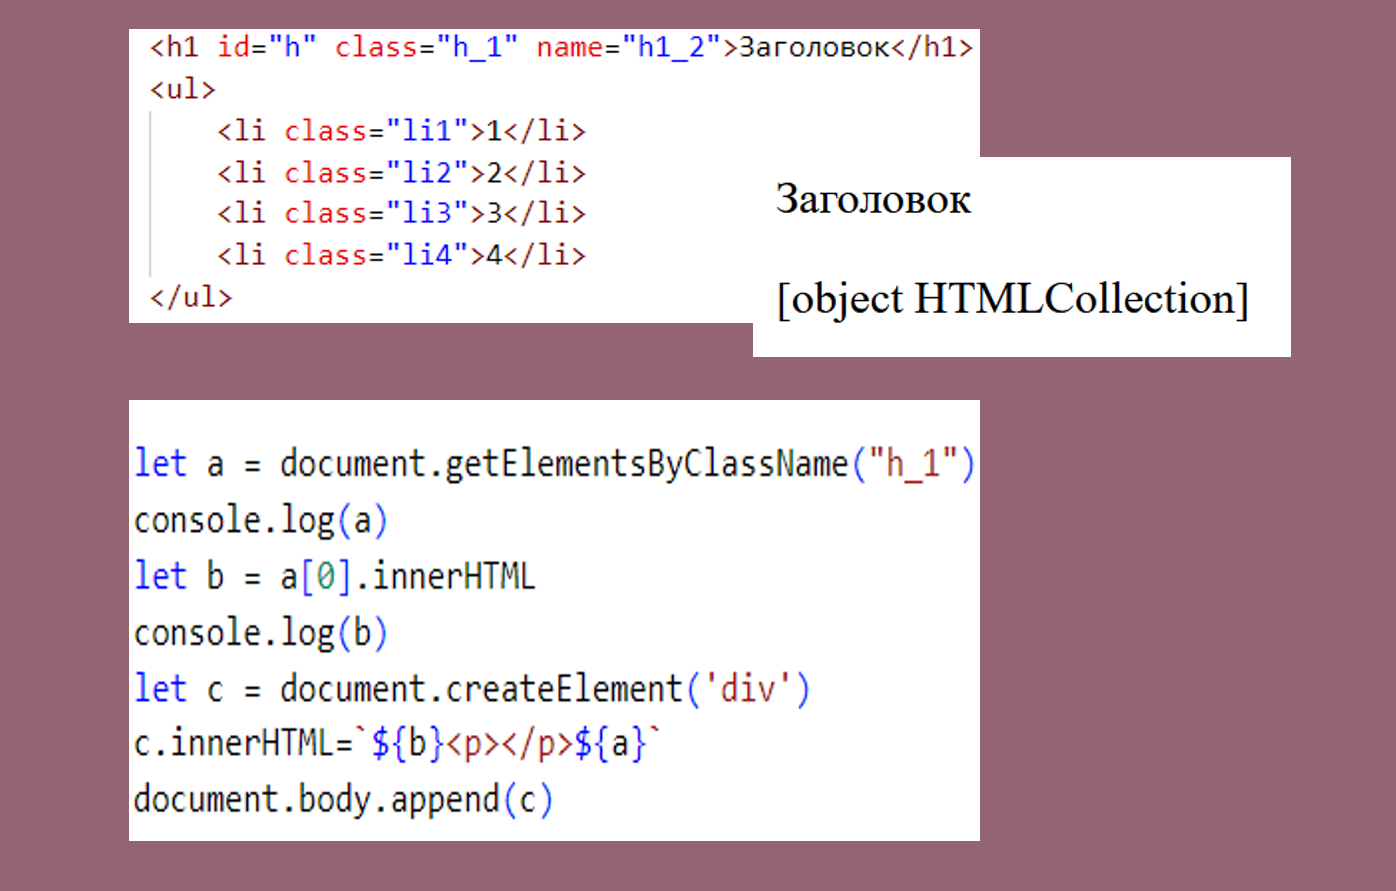 <h1 id="h" class="h_1" name="h1_2">Заголовок</h1>
<ul>
<li class="li1">1</li>
<li class="li2">2</li>
<li class="li3">3</li>
<li class="li4">4</li>
</ul>
Заголовок
[object HTMLCollection]
let a = document.getElementsByClassName("h_1")
console.log(a)
let b = a[0].innerHTML
console.log(b)
let c = document.createElement('div')
c.innerHTML=`${b}<p></p>${a}`
document.body.append(c)